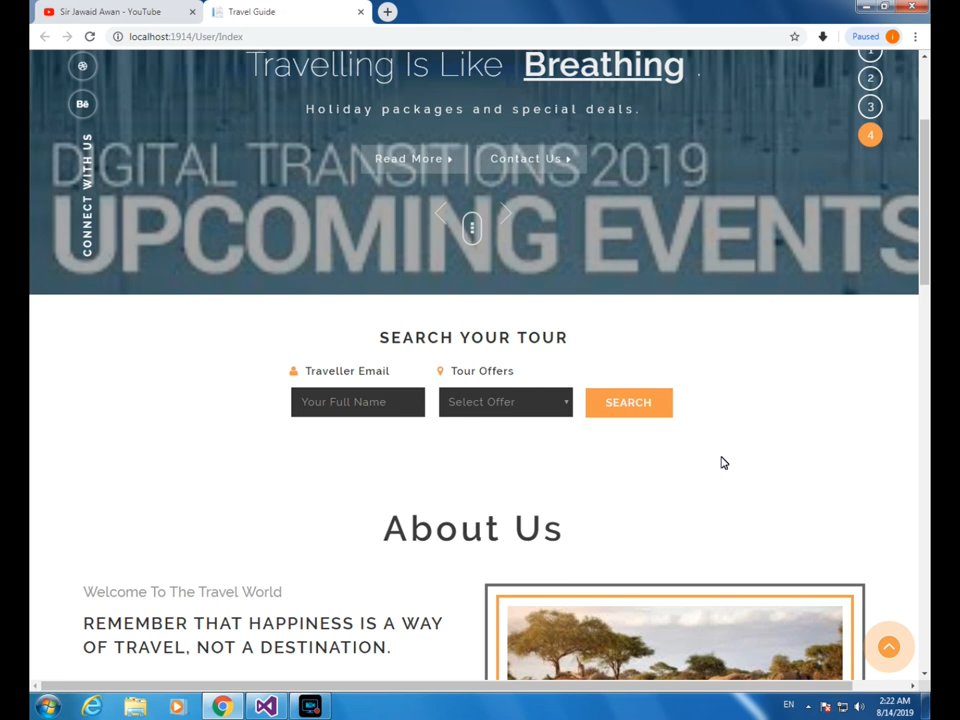 Sir Jawaid Awan - YouTube
Travel Guide
localhost:1914/User/Index
Paused
i
Travelling Is Like Breathing .
1
2
3
4
Holiday packages and special deals.
Bē
CONNECT WITH US
Read More
Contact Us
DIGITAL TRANSITIONS 2019
UPCOMING EVENTS
SEARCH YOUR TOUR
Traveller Email
Tour Offers
Your Full Name
Select Offer
SEARCH
About Us
Welcome To The Travel World
REMEMBER THAT HAPPINESS IS A WAY
OF TRAVEL, NOT A DESTINATION.
EN
2:22 AM
8/14/2019